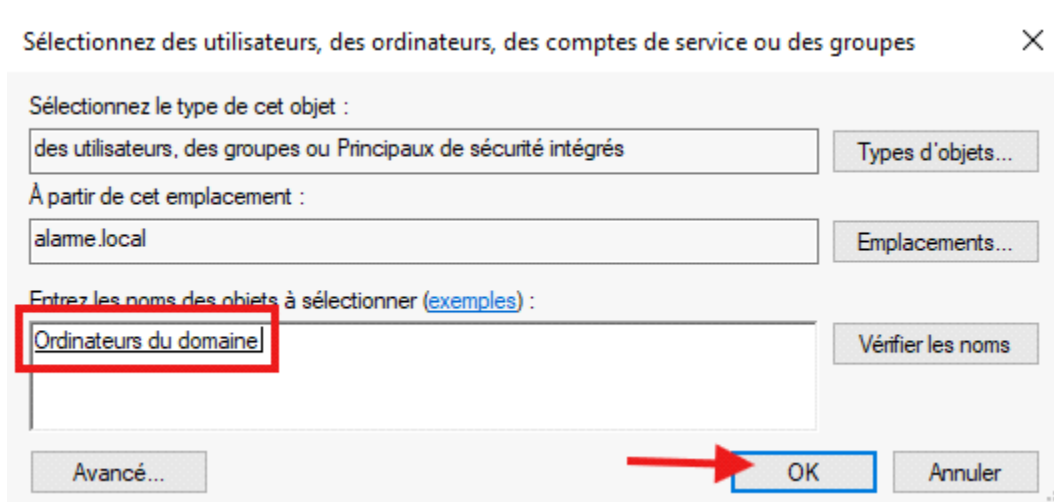 Sélectionnez des utilisateurs, des ordinateurs, des comptes de service ou des groupes
Sélectionnez le type de cet objet :
des utilisateurs, des groupes ou Principaux de sécurité intégrés
Types d'objets...
À partir de cet emplacement :
alarme.local
Emplacements...
Entrez les noms des objets à sélectionner (exemples) :
Ordinateurs du domaine
Vérifier les noms
Avancé...
OK
Annuler